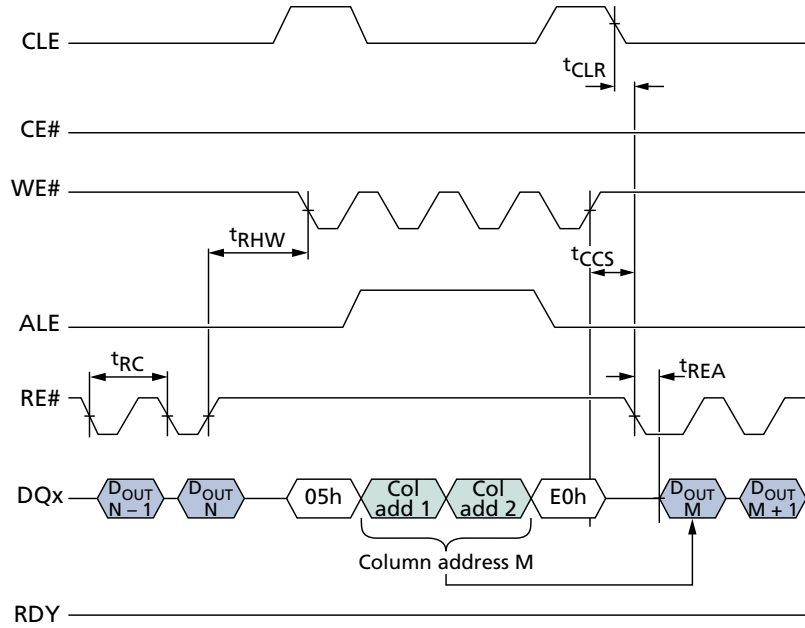 CLE
tCLR
CE#
WE#
tRHW
tCCS
ALE
tRC
tREA
RE#
DQx
DOUT
N – 1
DOUT
N
05h
Col
add 1
Col
add 2
E0h
DOUT
M
DOUT
M + 1
Column address M
RDY